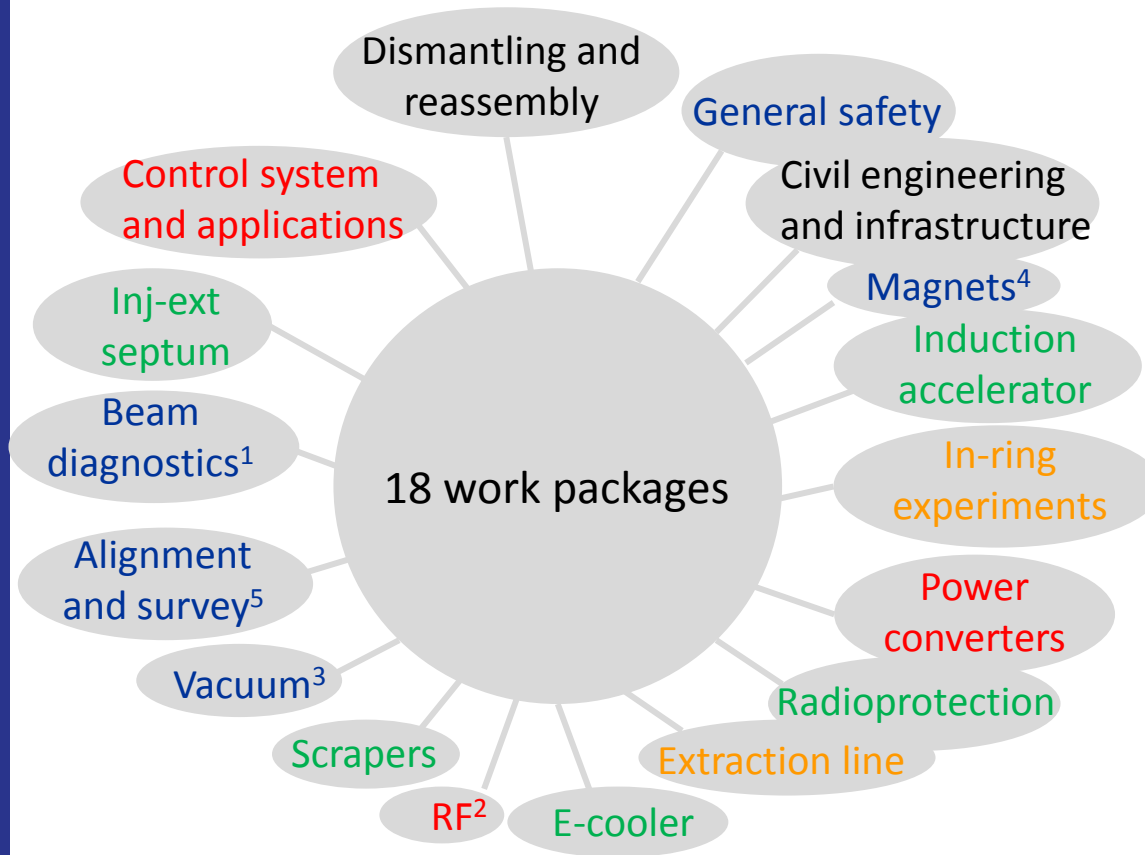 Dismantling and
reassembly
General safety
Control system
and applications
Civil engineering
and infrastructure
Magnets⁴
Inj-ext
septum
Induction
accelerator
Beam
diagnostics¹
In-ring
experiments
18 work packages
Alignment
and survey⁵
Power
converters
Vacuum³
Radioprotection
Scrapers
Extraction line
RF²
E-cooler